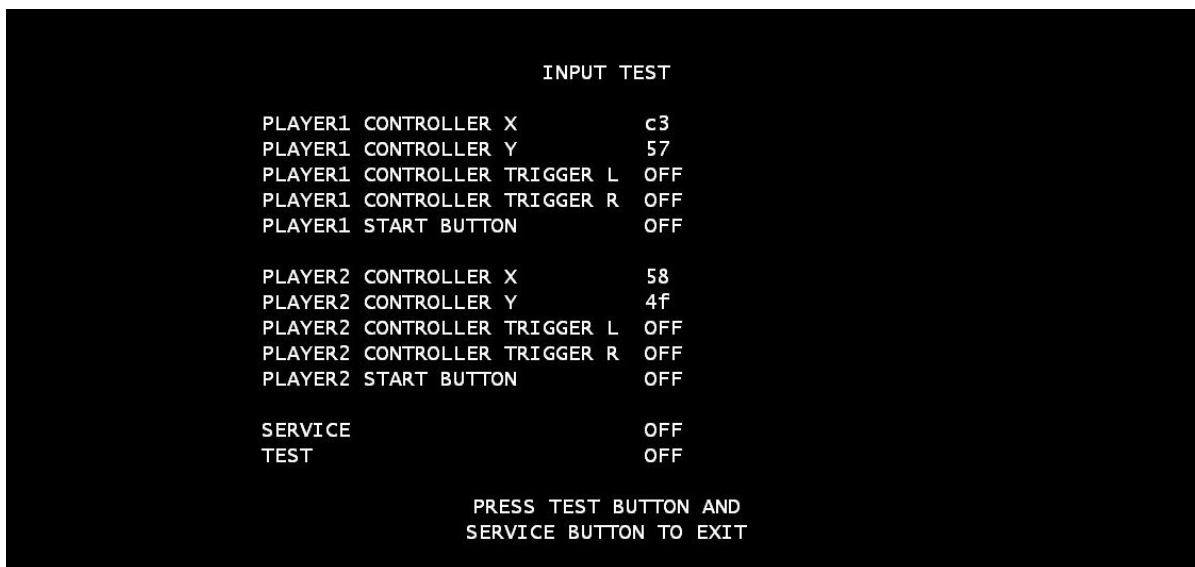 INPUT TEST
PLAYER1 CONTROLLER X c3
PLAYER1 CONTROLLER Y 57
PLAYER1 CONTROLLER TRIGGER L OFF
PLAYER1 CONTROLLER TRIGGER R OFF
PLAYER1 START BUTTON OFF
PLAYER2 CONTROLLER X 58
PLAYER2 CONTROLLER Y 4f
PLAYER2 CONTROLLER TRIGGER L OFF
PLAYER2 CONTROLLER TRIGGER R OFF
PLAYER2 START BUTTON OFF
SERVICE OFF
TEST OFF
PRESS TEST BUTTON AND
SERVICE BUTTON TO EXIT